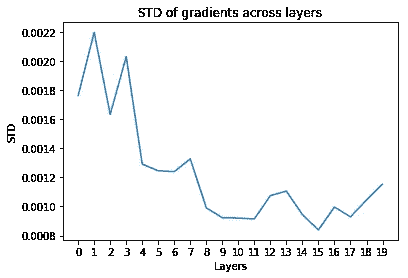 STD of gradients across layers
STD
0.0022
0.0020
0.0018
0.0016
0.0014
0.0012
0.0010
0.0008
0 1 2 3 4 5 6 7 8 9 10 11 12 13 14 15 16 17 18 19
Layers